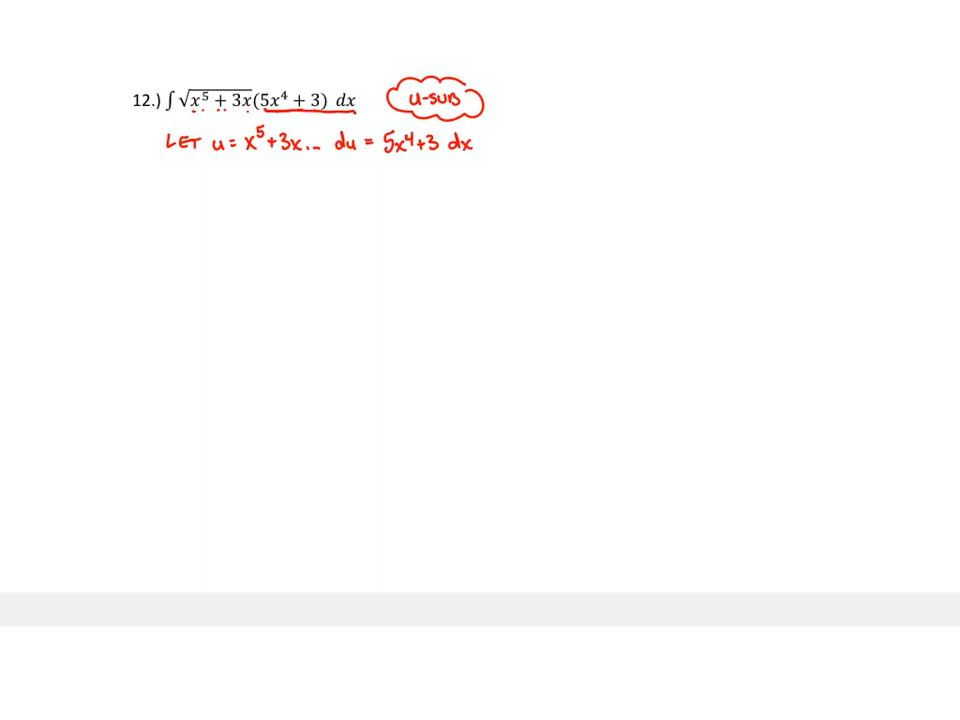 12.) ∫ √(x⁵ + 3x)(5x⁴ + 3) dx u-sub
LET u = x⁵+3x... du = 5x⁴+3 dx